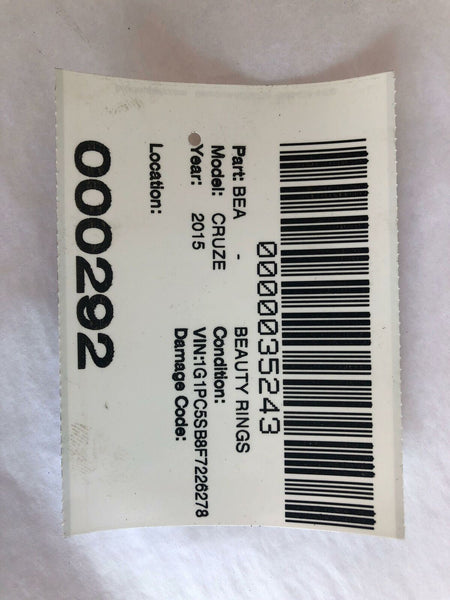 0000035243
Part: BEA - BEAUTY RINGS
Model: CRUZE Condition:
Year: 2015 VIN:1G1PC5SB8F7226278
Damage Code:
Location:
000292